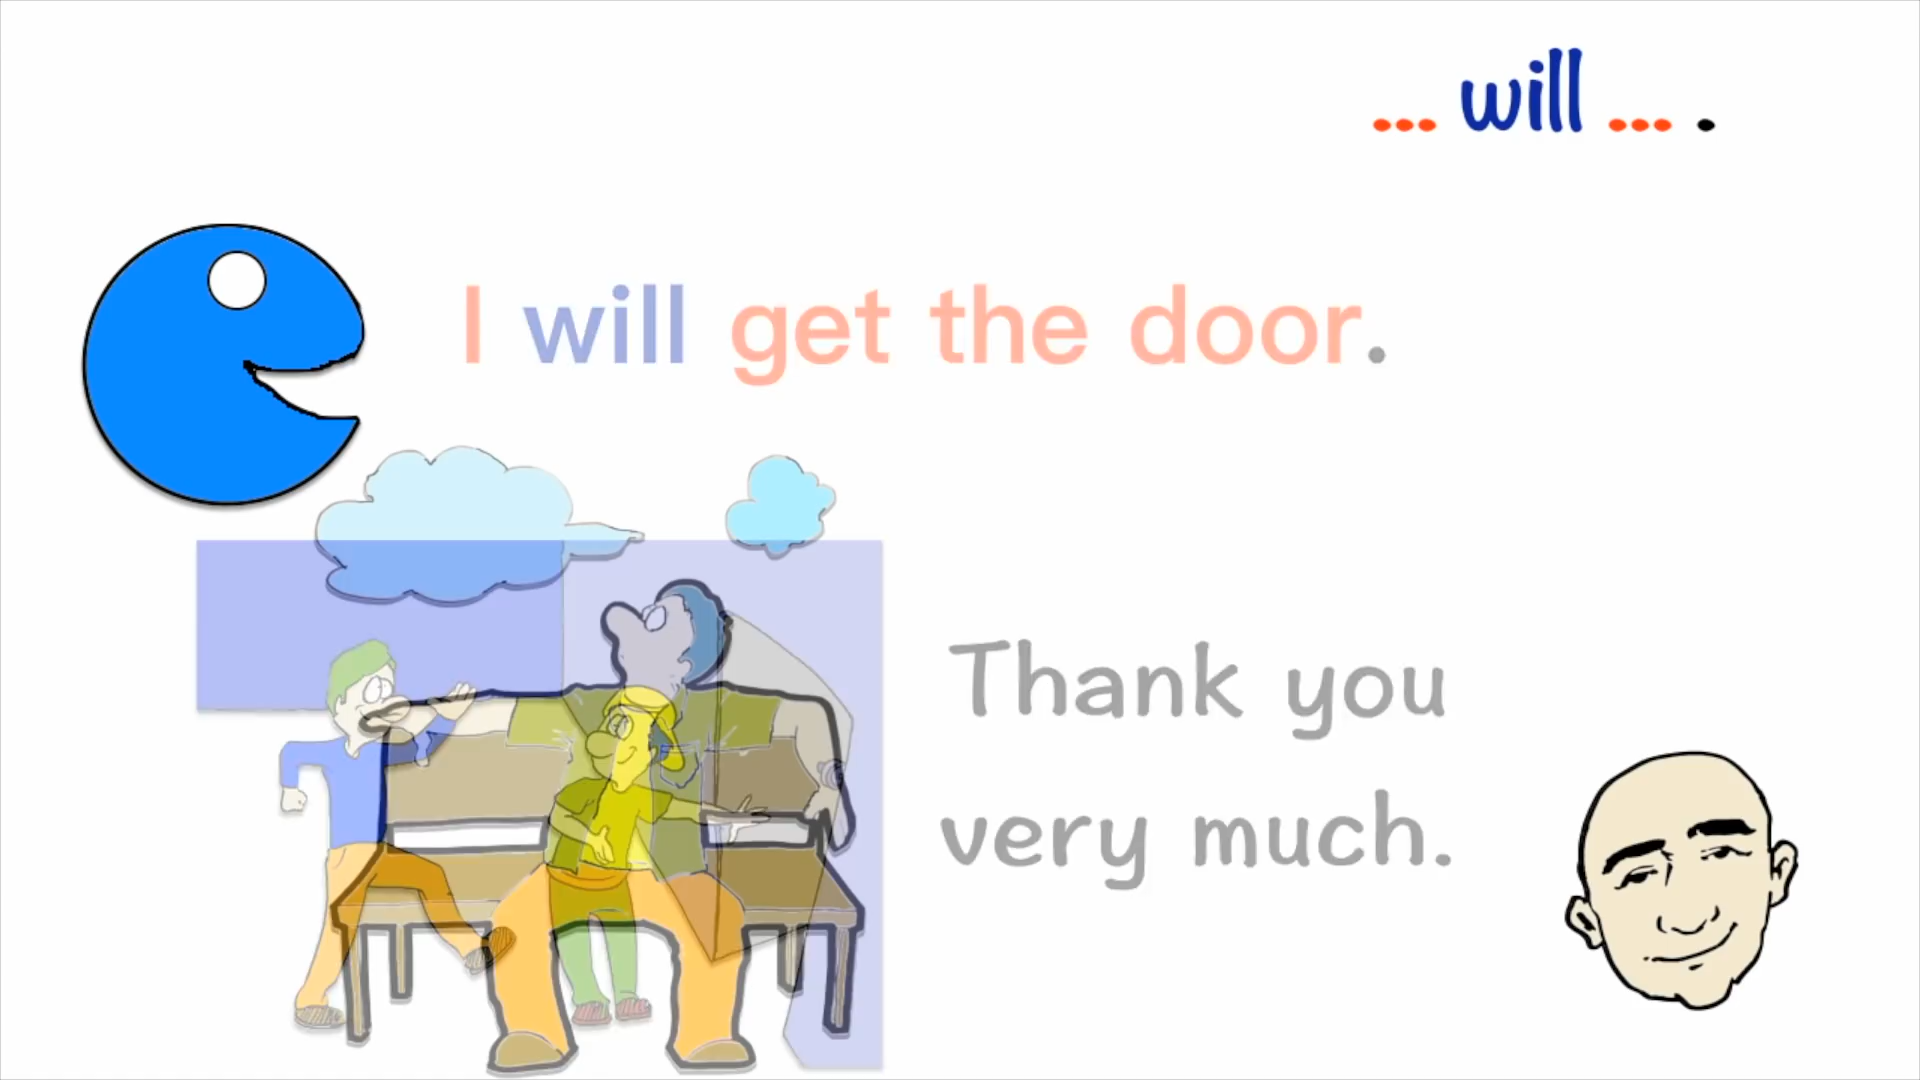 ... will ... .
I will get the door.
Thank you
very much.